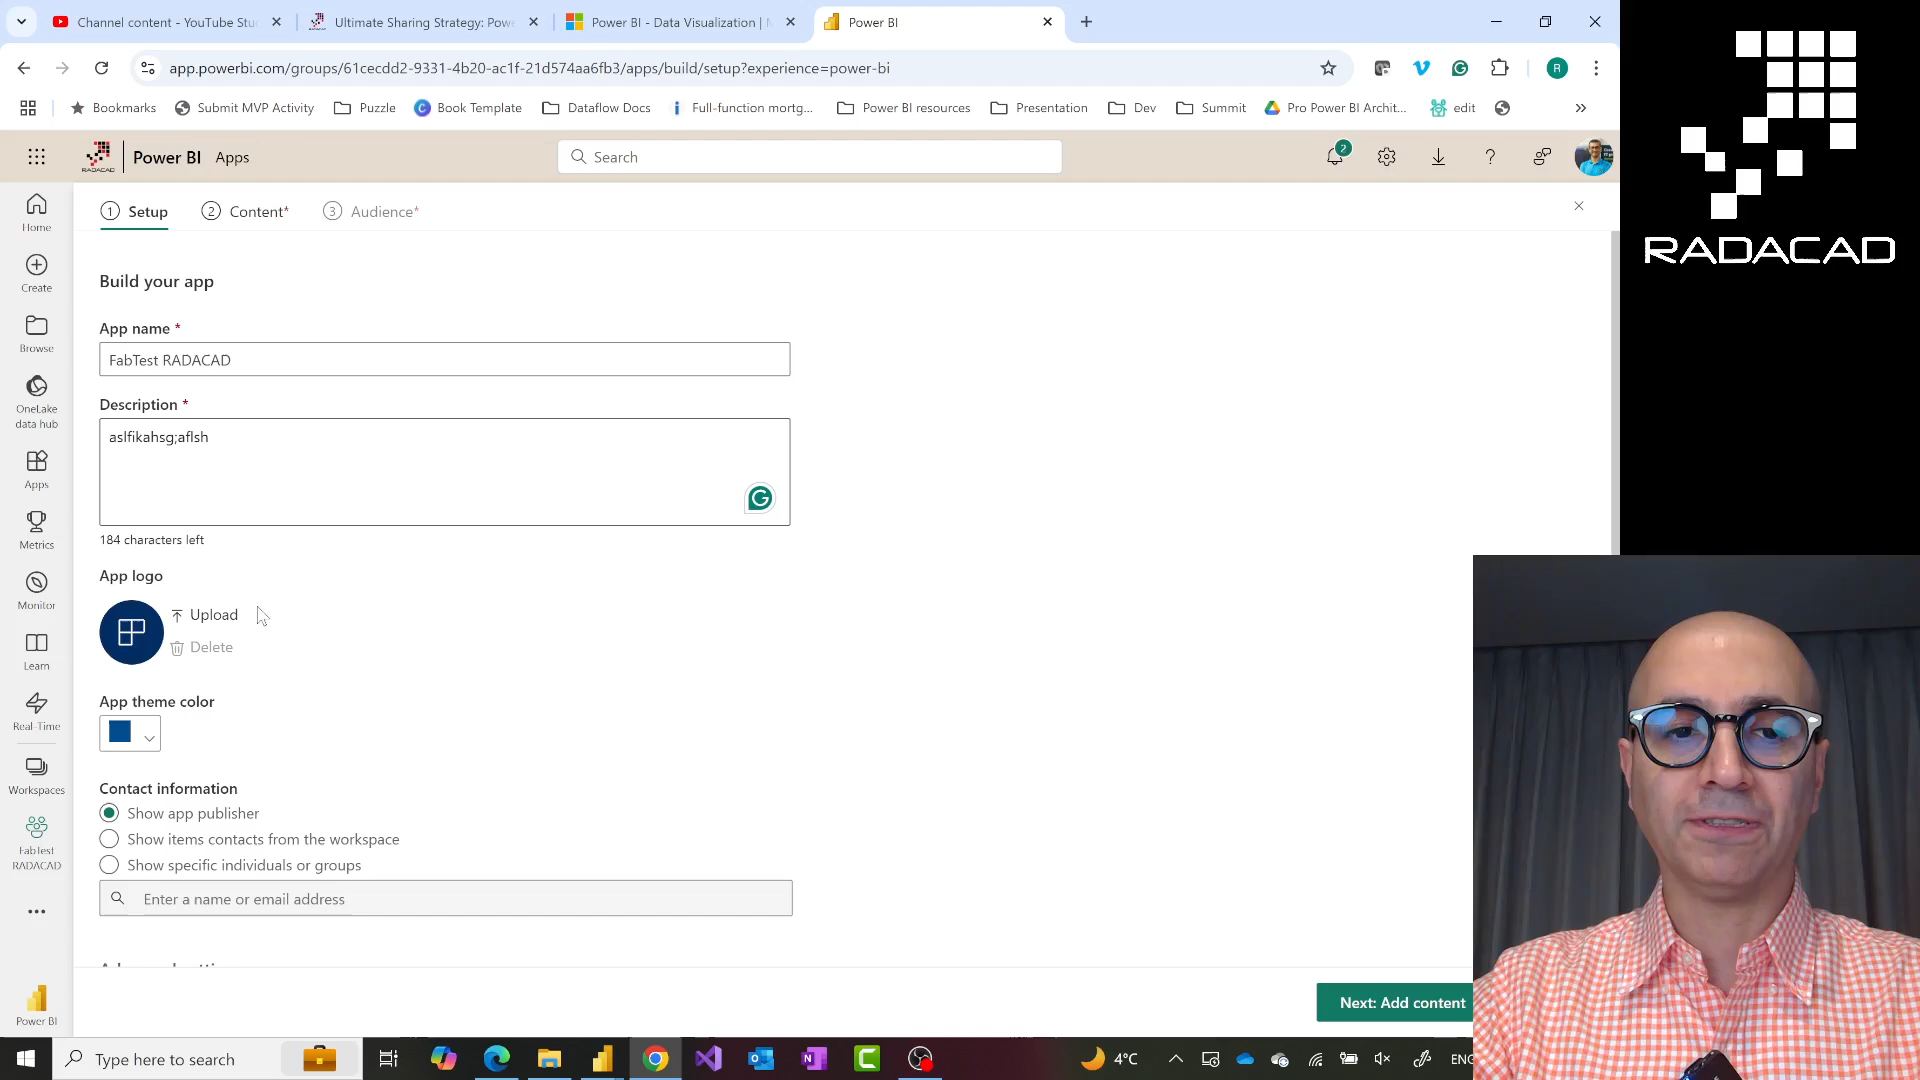 Channel content - YouTube Stu
Ultimate Sharing Strategy: Powe
Power BI - Data Visualization | M
Power BI
app.powerbi.com/groups/61cecdd2-9331-4b20-ac1f-21d574aa6fb3/apps/build/setup?experience=power-bi
R
Bookmarks
Submit MVP Activity
Puzzle
Book Template
Dataflow Docs
Full-function mortg...
Power BI resources
Presentation
Dev
Summit
Pro Power BI Archit...
edit
RADACAD
Power BI Apps
Search
2
RADACAD
Home
Create
Browse
OneLake
data hub
Apps
Metrics
Monitor
Learn
Real-Time
Workspaces
FabTest
RADACAD
Power BI
1 Setup
2 Content*
3 Audience*
Build your app
App name *
FabTest RADACAD
Description *
aslfikahsg;aflsh
184 characters left
App logo
Upload
Delete
App theme color
Contact information
Show app publisher
Show items contacts from the workspace
Show specific individuals or groups
Enter a name or email address
Next: Add content
Type here to search
4°C
ENG